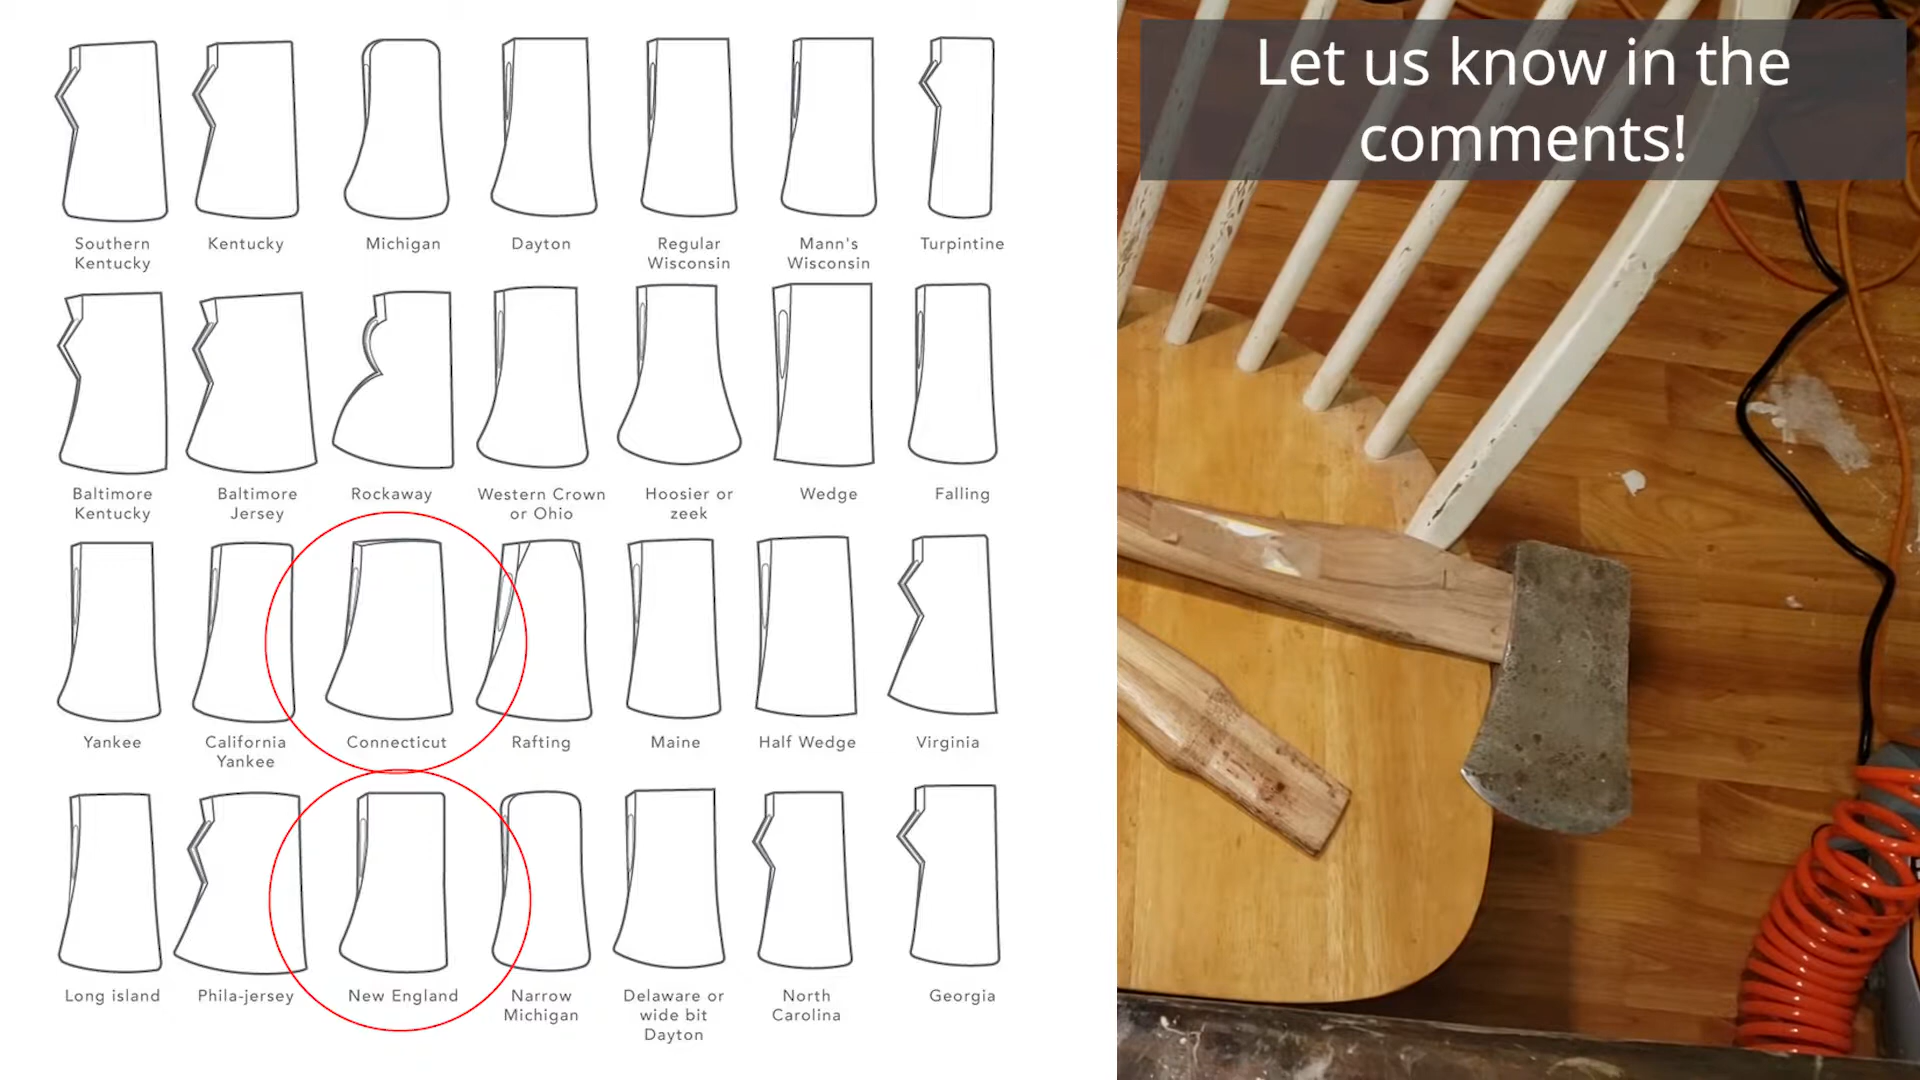 Let us know in the
comments!
Southern
Kentucky
Kentucky
Michigan
Dayton
Regular
Wisconsin
Mann's
Wisconsin
Turpintine
Baltimore
Kentucky
Baltimore
Jersey
Rockaway
Western Crown
or Ohio
Hoosier or
zeek
Wedge
Falling
Yankee
California
Yankee
Connecticut
Rafting
Maine
Half Wedge
Virginia
Long island
Phila-jersey
New England
Narrow
Michigan
Delaware or
wide bit
Dayton
North
Carolina
Georgia